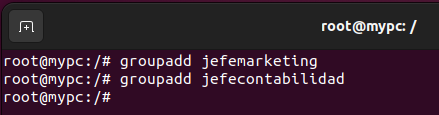 root@mypc: /
root@mypc:/# groupadd jefemarketing
root@mypc:/# groupadd jefecontabilidad
root@mypc:/#